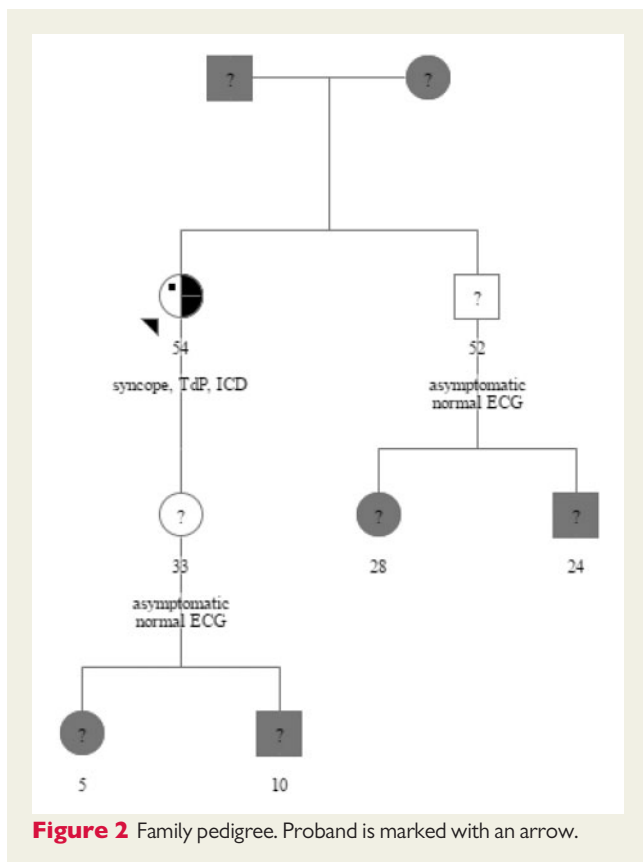 ? ?
?
54 52
syncope, TdP, ICD asymptomatic
normal ECG
? ? ?
33 28 24
asymptomatic
normal ECG
? ?
5 10
Figure 2 Family pedigree. Proband is marked with an arrow.